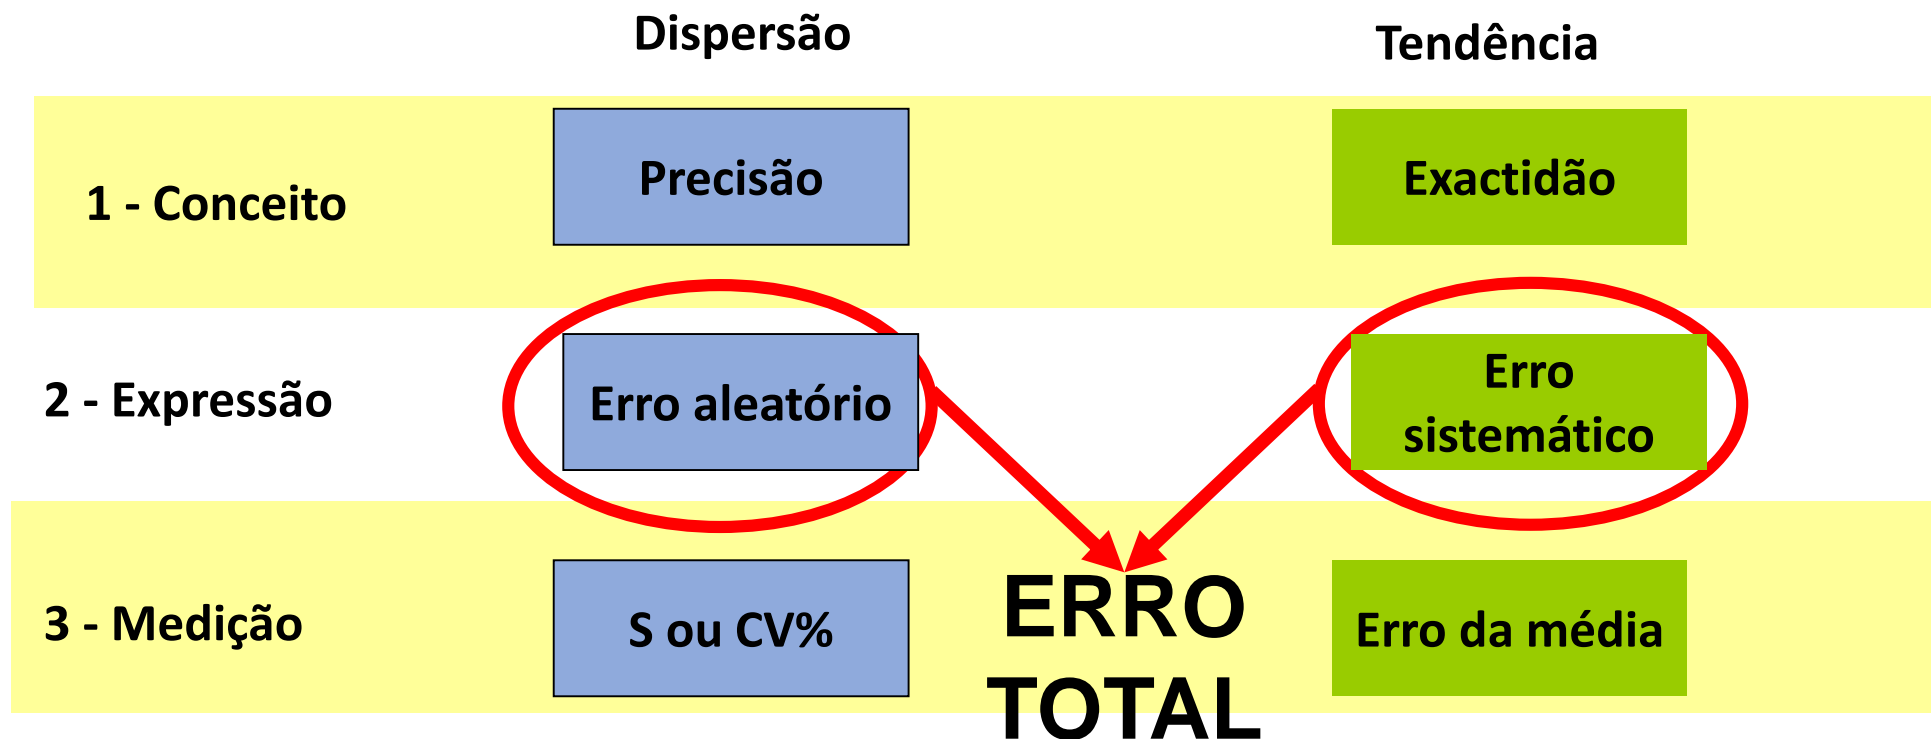 Dispersão
Tendência
1 - Conceito
Precisão
Exactidão
2 - Expressão
Erro aleatório
Erro
sistemático
3 - Medição
S ou CV%
ERRO
TOTAL
Erro da média